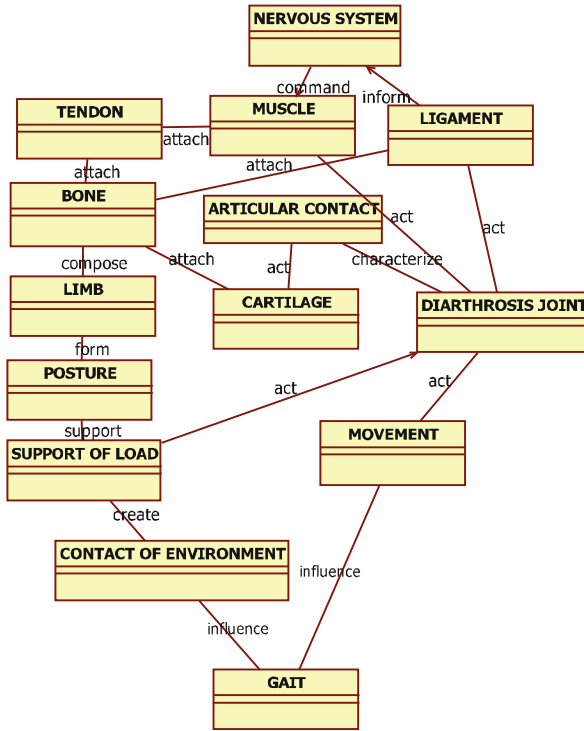 NERVOUS SYSTEM
command
inform
TENDON
MUSCLE
LIGAMENT
attach
attach
attach
BONE
ARTICULAR CONTACT
act
act
compose
attach
act
characterize
LIMB
CARTILAGE
DIARTHROSIS JOINT
form
POSTURE
act
act
support
MOVEMENT
SUPPORT OF LOAD
create
CONTACT OF ENVIRONMENT
influence
influence
GAIT